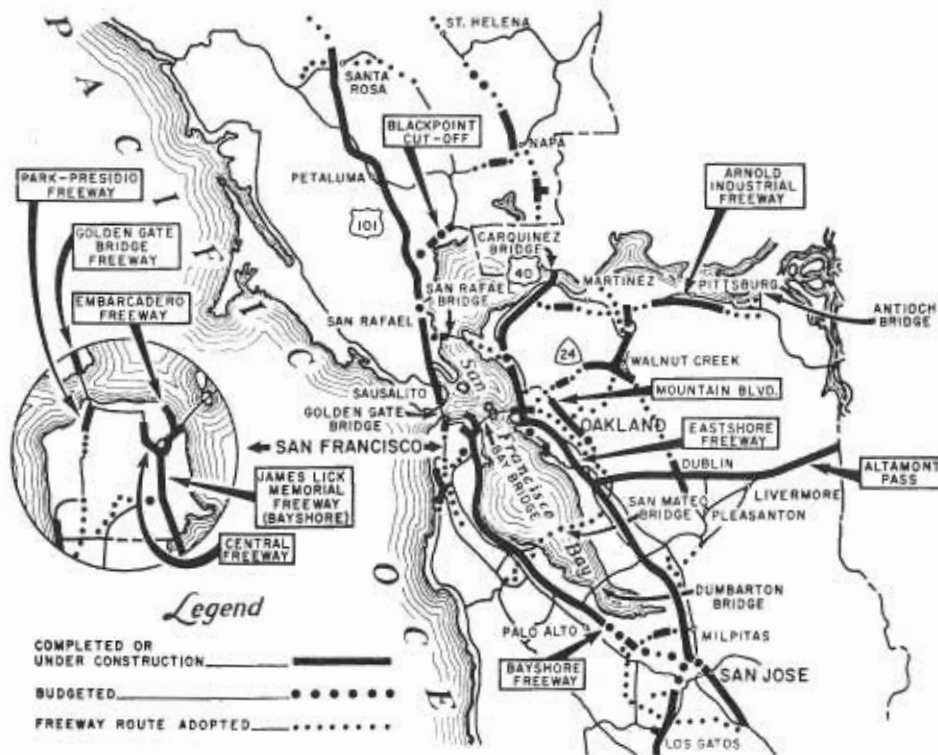 PACIFIC OCE
ST. HELENA
SANTA
ROSA
BLACKPOINT
CUT-OFF
NAPA
PARK-PRESIDIO
FREEWAY
PETALUMA
ARNOLD
INDUSTRIAL
FREEWAY
101
GOLDEN GATE
BRIDGE
FREEWAY
CARQUINEZ
BRIDGE
40
MARTINEZ
PITTSBURG
SAN RAFAEL
BRIDGE
EMBARCADERO
FREEWAY
ANTIOCH
BRIDGE
SAN RAFAEL
24
WALNUT CREEK
SAUSALITO
MOUNTAIN BLVD.
GOLDEN GATE
BRIDGE
OAKLAND
EASTSHORE
FREEWAY
SAN FRANCISCO
San Francisco Bay
BAY
BRIDGE
DUBLIN
ALTAMONT
PASS
JAMES LICK
MEMORIAL
FREEWAY
(BAYSHORE)
LIVERMORE
SAN MATEO
BRIDGE
PLEASANTON
CENTRAL
FREEWAY
DUMBARTON
BRIDGE
PALO ALTO
MILPITAS
BAYSHORE
FREEWAY
SAN JOSE
LOS GATOS
Legend
COMPLETED OR
UNDER CONSTRUCTION
BUDGETED
FREEWAY ROUTE ADOPTED